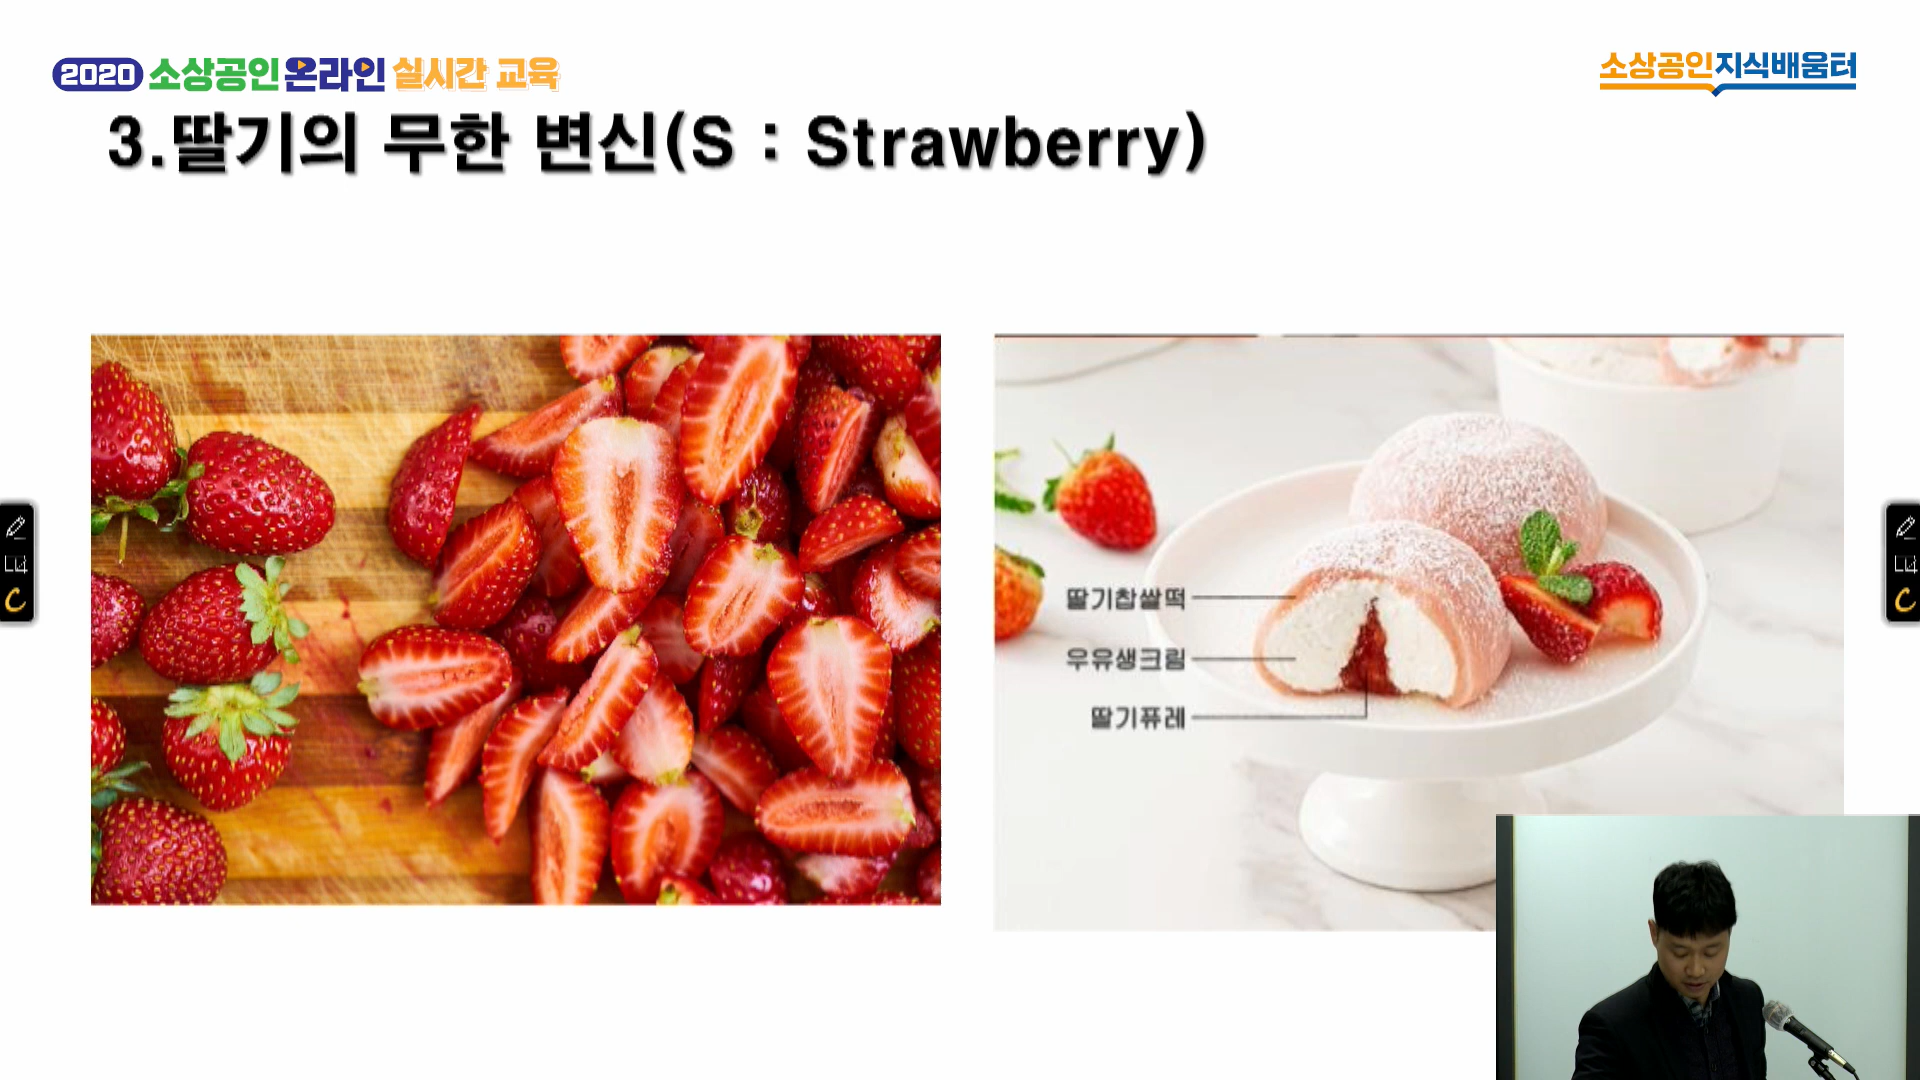 2020 소상공인 온라인 실시간 교육
소상공인지식배움터
3.딸기의 무한 변신(S : Strawberry)
딸기찹쌀떡
우유생크림
딸기퓨레